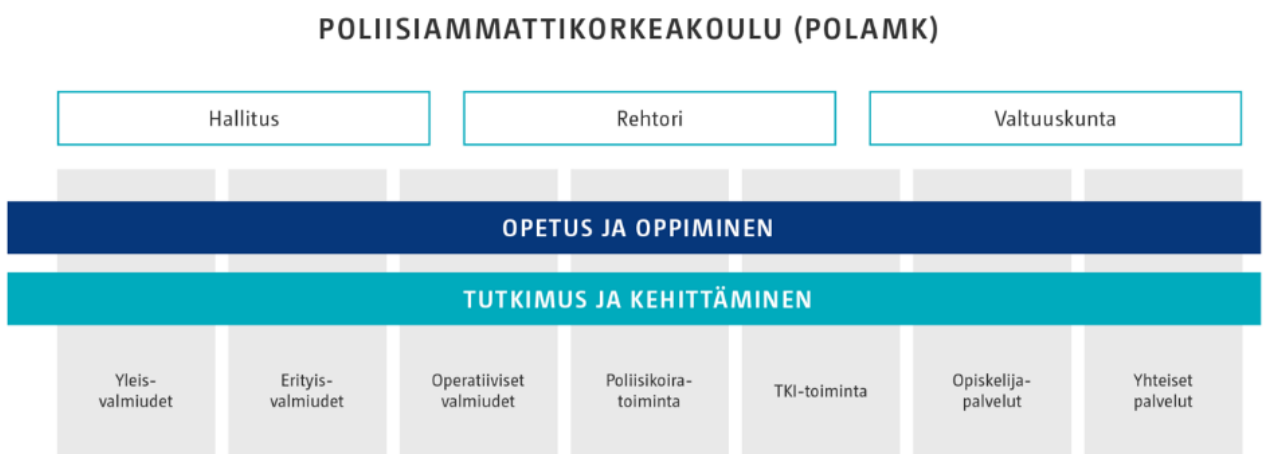 POLIISIAMMATTIKORKEAKOULU (POLAMK)
Hallitus
Rehtori
Valtuuskunta
OPETUS JA OPPIMINEN
TUTKIMUS JA KEHITTÄMINEN
Yleis-
valmiudet
Erityis-
valmiudet
Operatiiviset
valmiudet
Poliisikoira-
toiminta
TKI-toiminta
Opiskelija-
palvelut
Yhteiset
palvelut